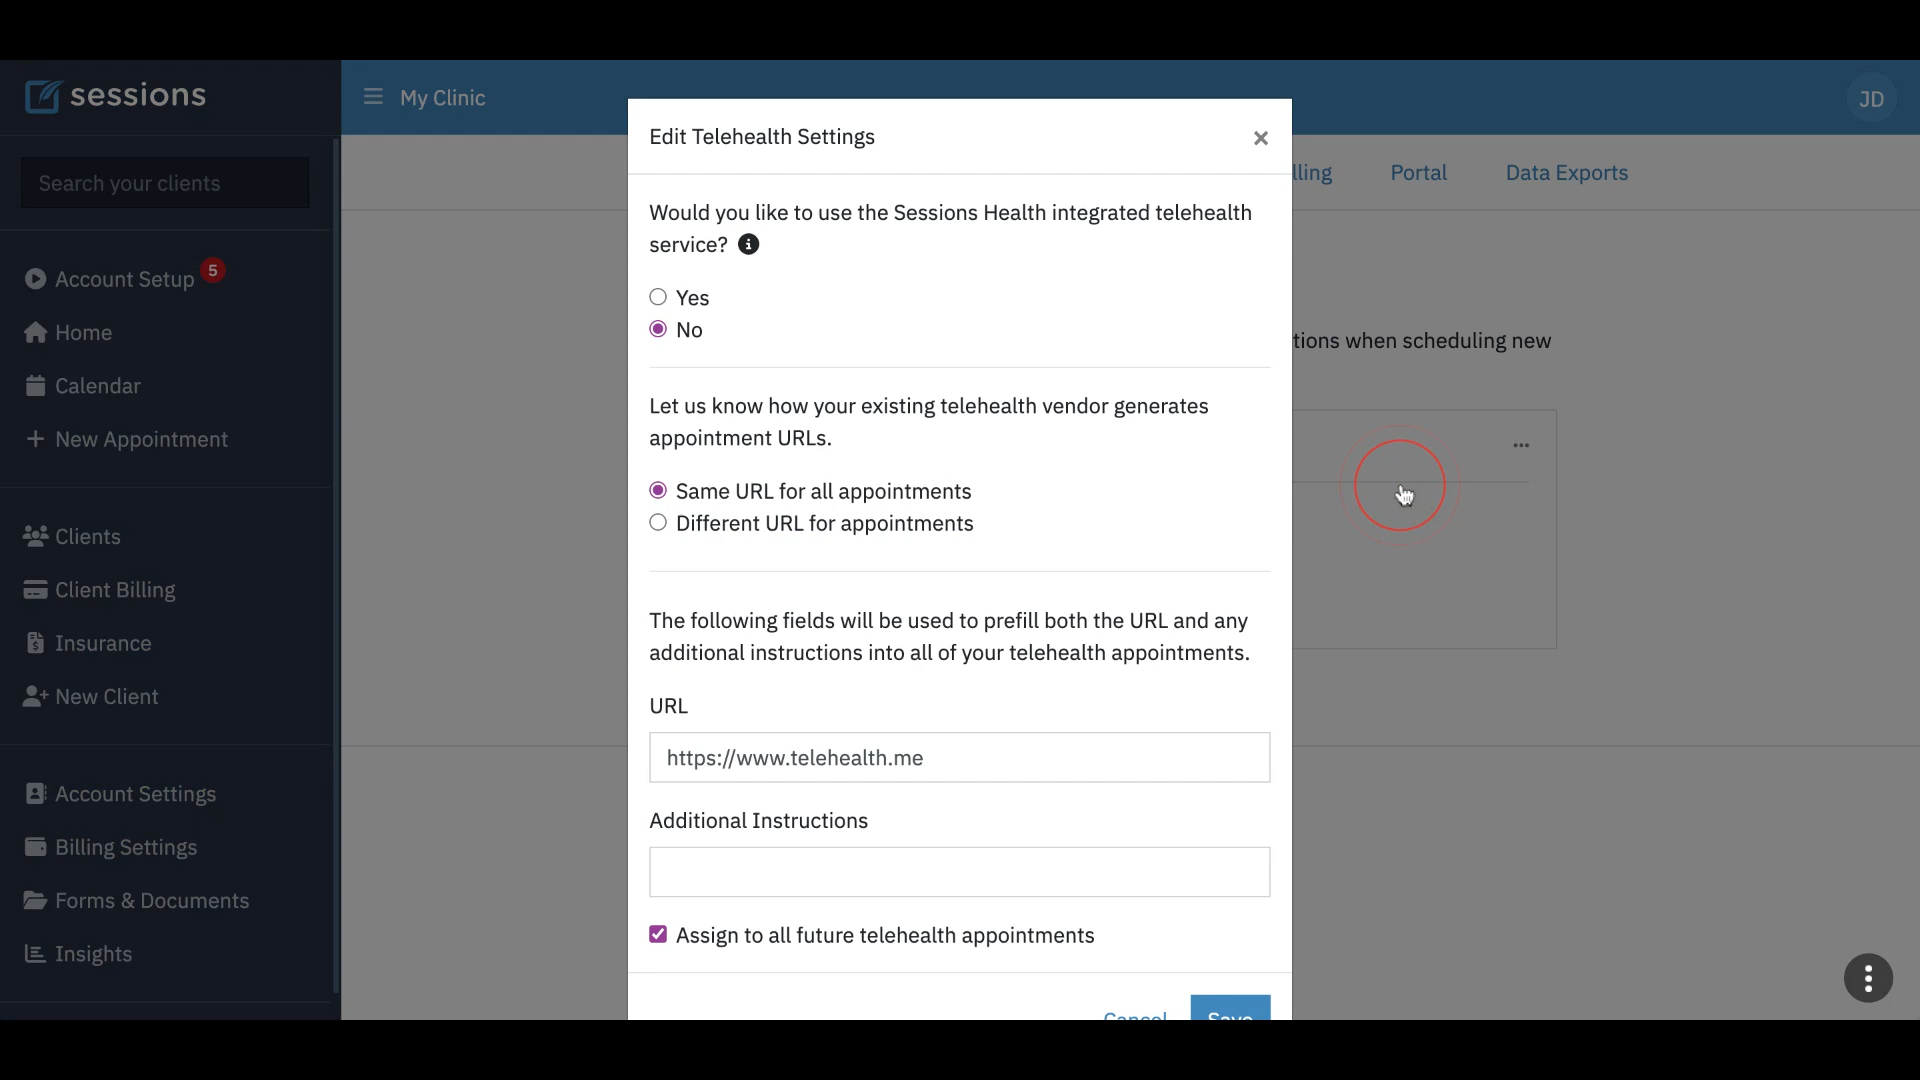 sessions
My Clinic
JD
Edit Telehealth Settings
Search your clients
lling
Portal
Data Exports
Would you like to use the Sessions Health integrated telehealth
service?
Account Setup 5
Yes
Home
No
tions when scheduling new
Calendar
Let us know how your existing telehealth vendor generates
New Appointment
appointment URLs.
Same URL for all appointments
Different URL for appointments
Clients
Client Billing
The following fields will be used to prefill both the URL and any
Insurance
additional instructions into all of your telehealth appointments.
New Client
URL
https://www.telehealth.me
Account Settings
Additional Instructions
Billing Settings
Forms & Documents
Assign to all future telehealth appointments
Insights
Cancel
Save